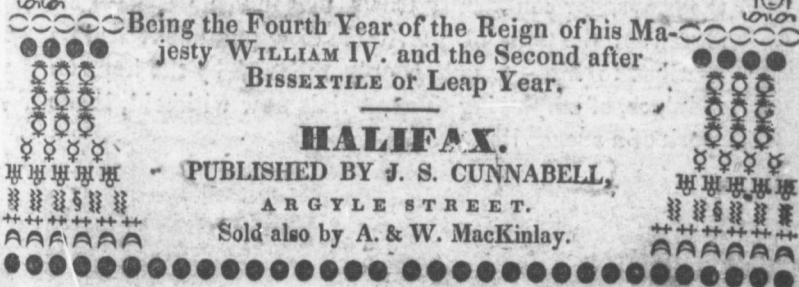 Being the Fourth Year of the Reign of his Ma-
jesty WILLIAM IV. and the Second after
BISSEXTILE or Leap Year.
HALIFAX.
PUBLISHED BY J. S. CUNNABELL,
ARGYLE STREET.
Sold also by A. & W. MacKinlay.